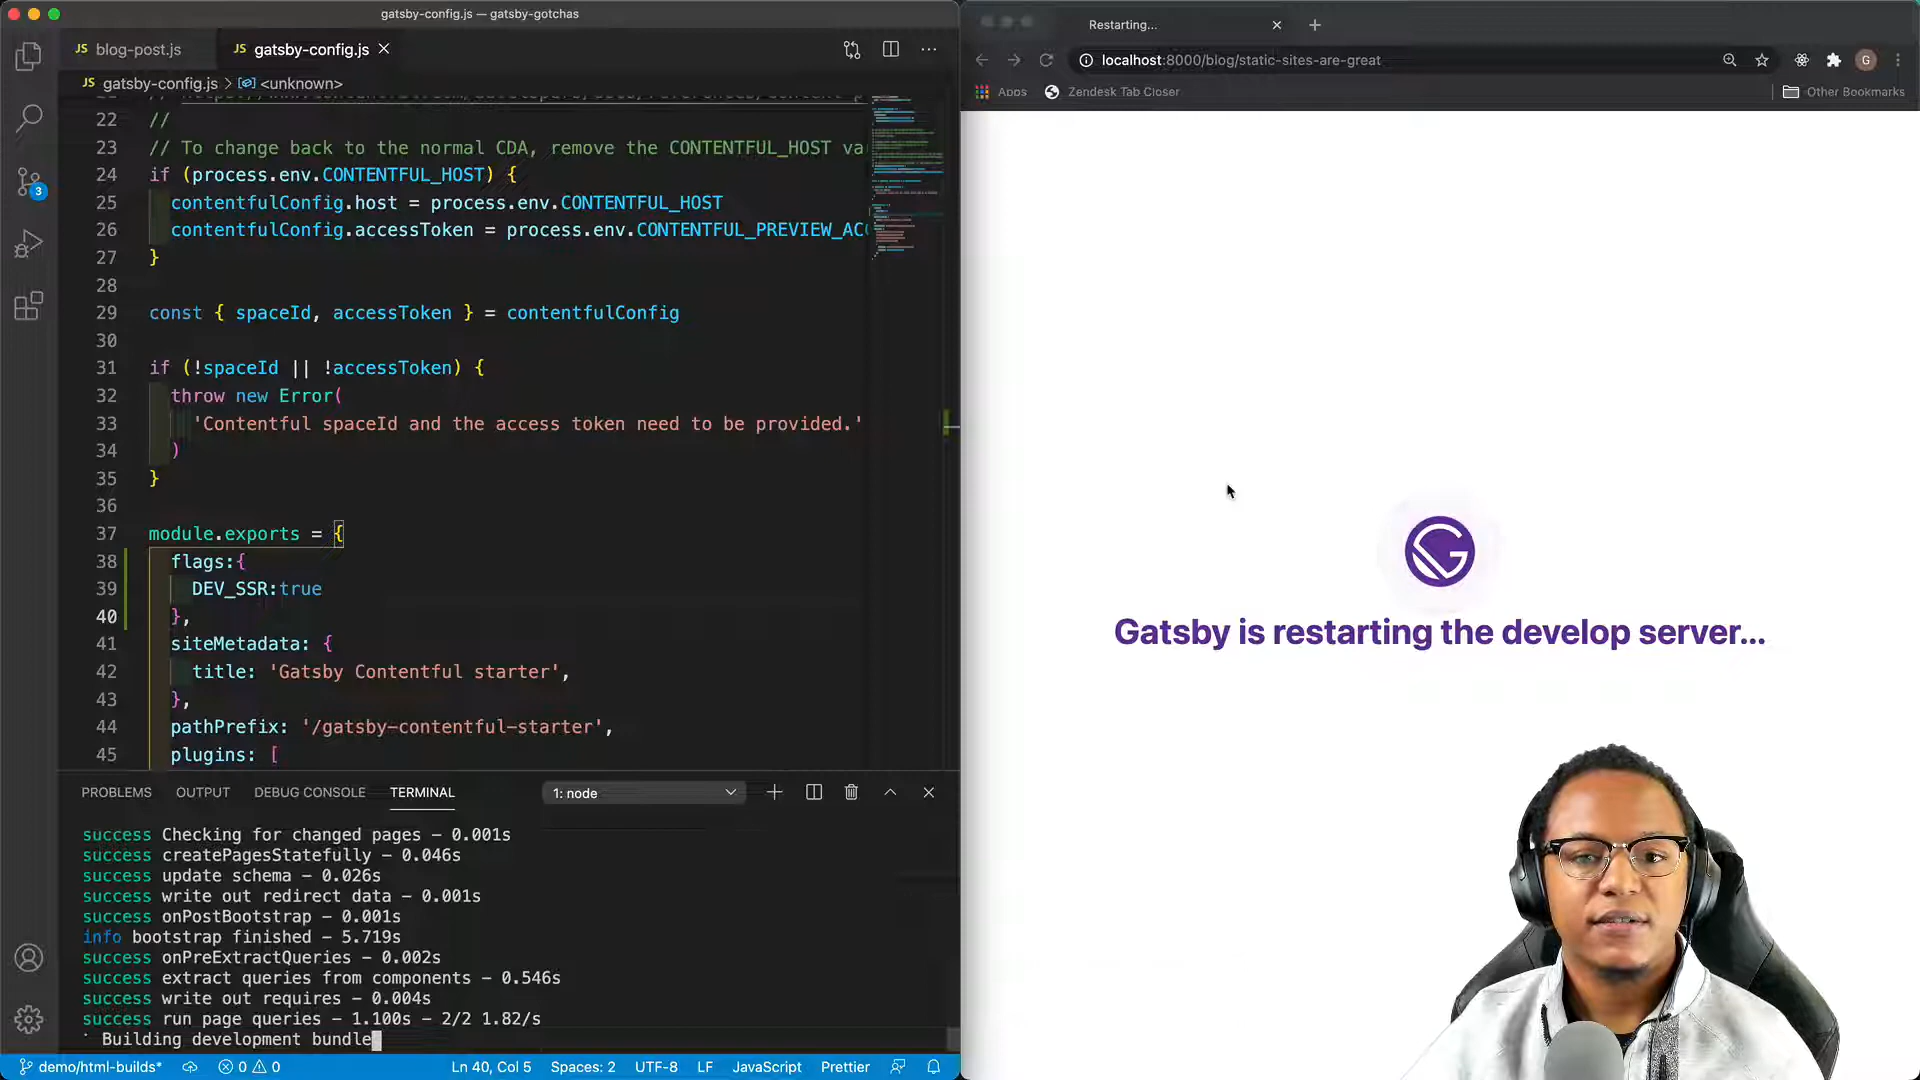 gatsby-config.js — gatsby-gotchas
JS blog-post.js
JS gatsby-config.js
JS gatsby-config.js > <unknown>
22 //
23 // To change back to the normal CDA, remove the CONTENTFUL_HOST va
24 if (process.env.CONTENTFUL_HOST) {
25 contentfulConfig.host = process.env.CONTENTFUL_HOST
26 contentfulConfig.accessToken = process.env.CONTENTFUL_PREVIEW_ACC
27 }
28
29 const { spaceId, accessToken } = contentfulConfig
30
31 if (!spaceId || !accessToken) {
32 throw new Error(
33 'Contentful spaceId and the access token need to be provided.'
34 )
35 }
36
37 module.exports = {
38 flags:{
39 DEV_SSR:true
40 },
41 siteMetadata: {
42 title: 'Gatsby Contentful starter',
43 },
44 pathPrefix: '/gatsby-contentful-starter',
45 plugins: [
PROBLEMS OUTPUT DEBUG CONSOLE TERMINAL 1: node
success Checking for changed pages – 0.001s
success createPagesStatefully – 0.046s
success update schema – 0.026s
success write out redirect data – 0.001s
success onPostBootstrap – 0.001s
info bootstrap finished – 5.719s
success onPreExtractQueries – 0.002s
success extract queries from components – 0.546s
success write out requires – 0.004s
success run page queries – 1.100s – 2/2 1.82/s
Building development bundle
3
demo/html-builds* 0 0 Ln 40, Col 5 Spaces: 2 UTF-8 LF JavaScript Prettier
Restarting...
localhost:8000/blog/static-sites-are-great
G
Apps Zendesk Tab Closer Other Bookmarks
Gatsby is restarting the develop server...